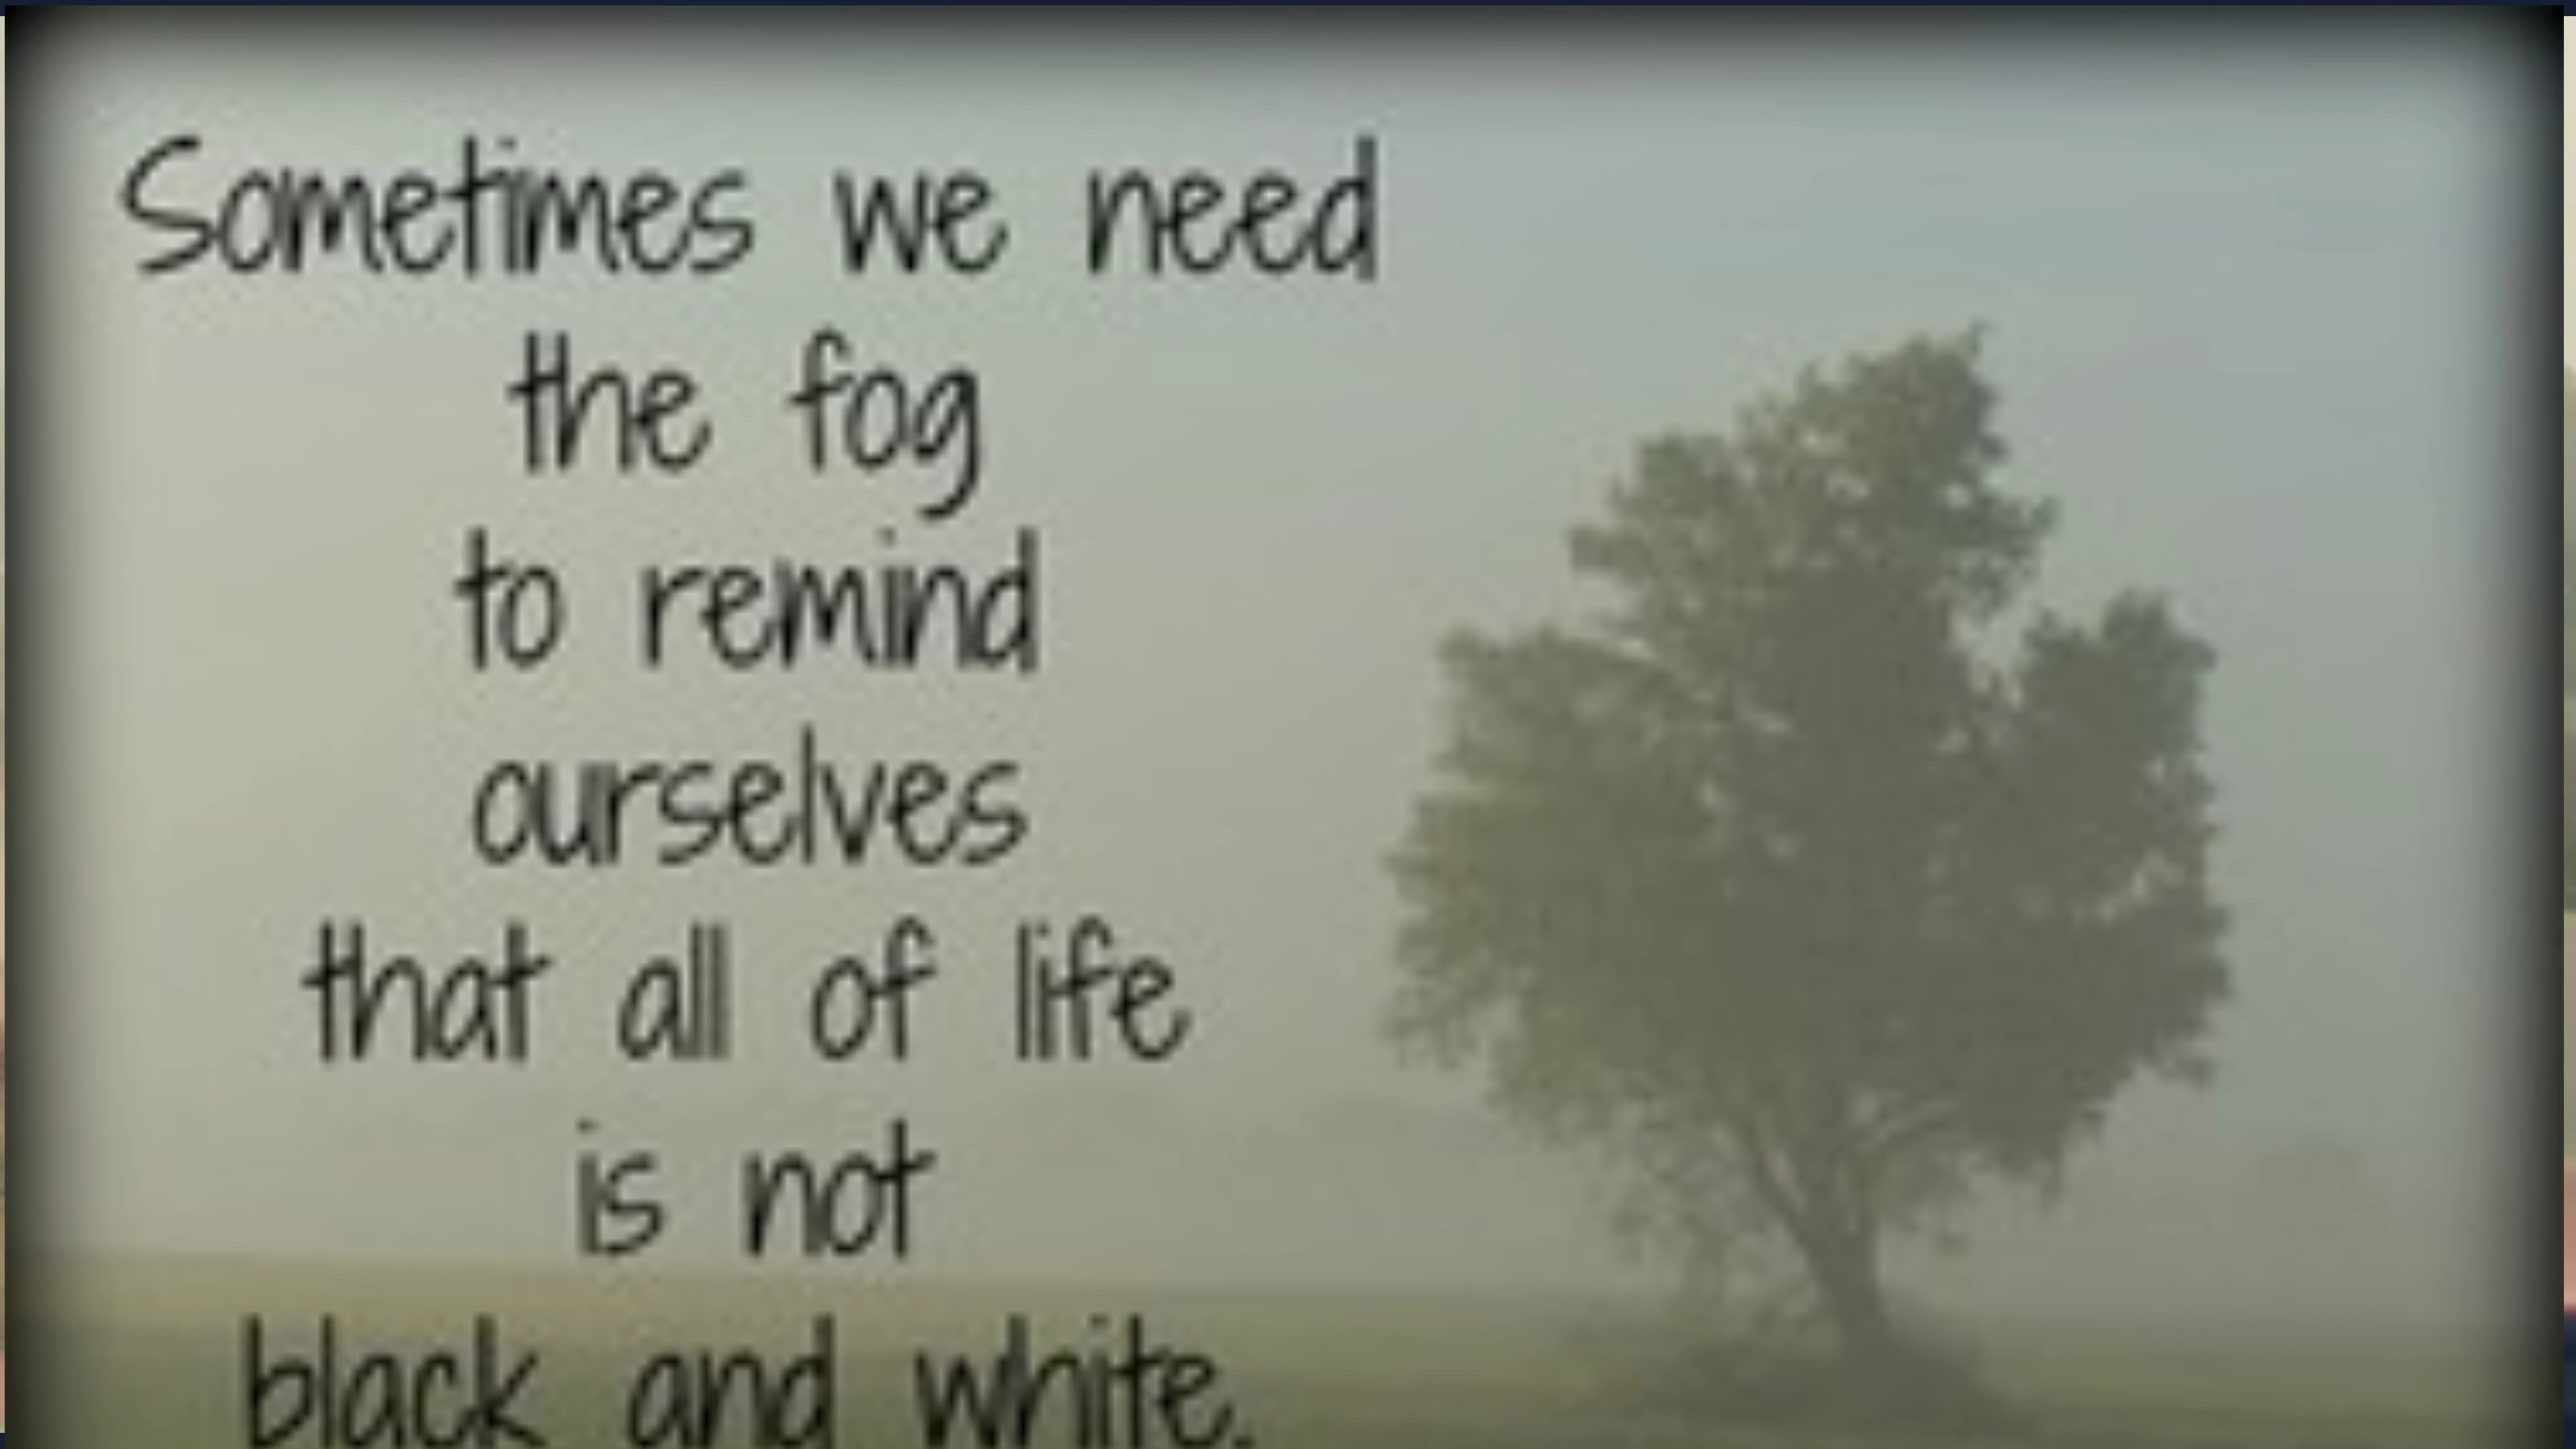 Sometimes we need
the fog
to remind
ourselves
that all of life
is not
black and white.